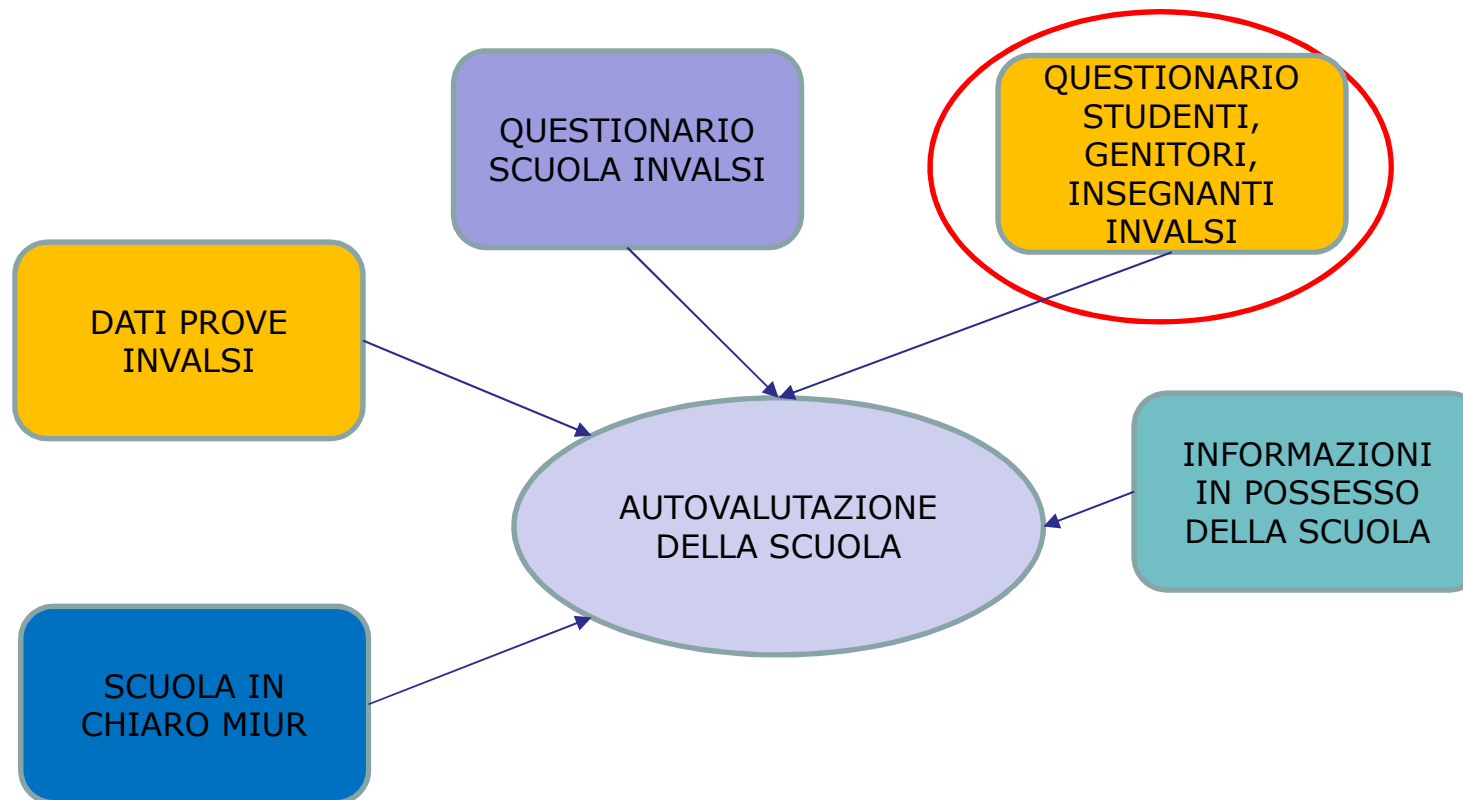 QUESTIONARIO
SCUOLA INVALSI
QUESTIONARIO
STUDENTI,
GENITORI,
INSEGNANTI
INVALSI
DATI PROVE
INVALSI
AUTOVALUTAZIONE
DELLA SCUOLA
INFORMAZIONI
IN POSSESSO
DELLA SCUOLA
SCUOLA IN
CHIARO MIUR